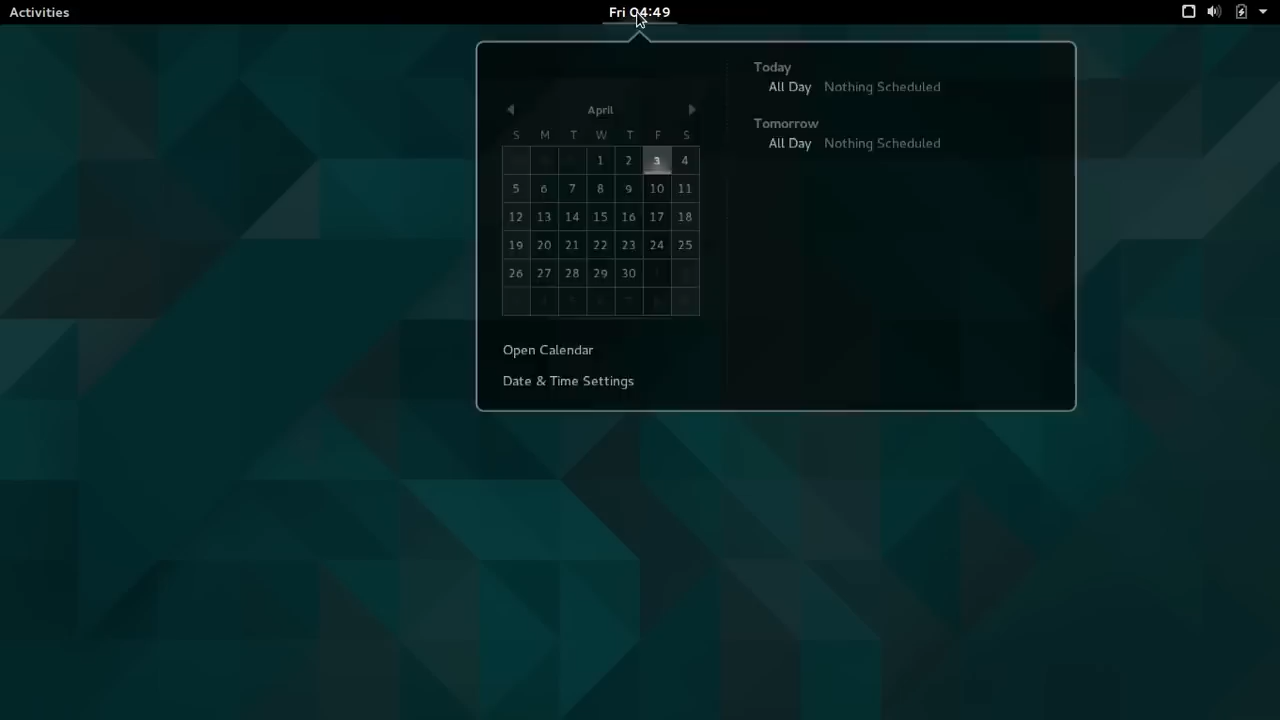 Activities
Fri 04:49
April
S M T W T F S
1 2 3 4
5 6 7 8 9 10 11
12 13 14 15 16 17 18
19 20 21 22 23 24 25
26 27 28 29 30
Open Calendar
Date & Time Settings
Today
All Day Nothing Scheduled
Tomorrow
All Day Nothing Scheduled